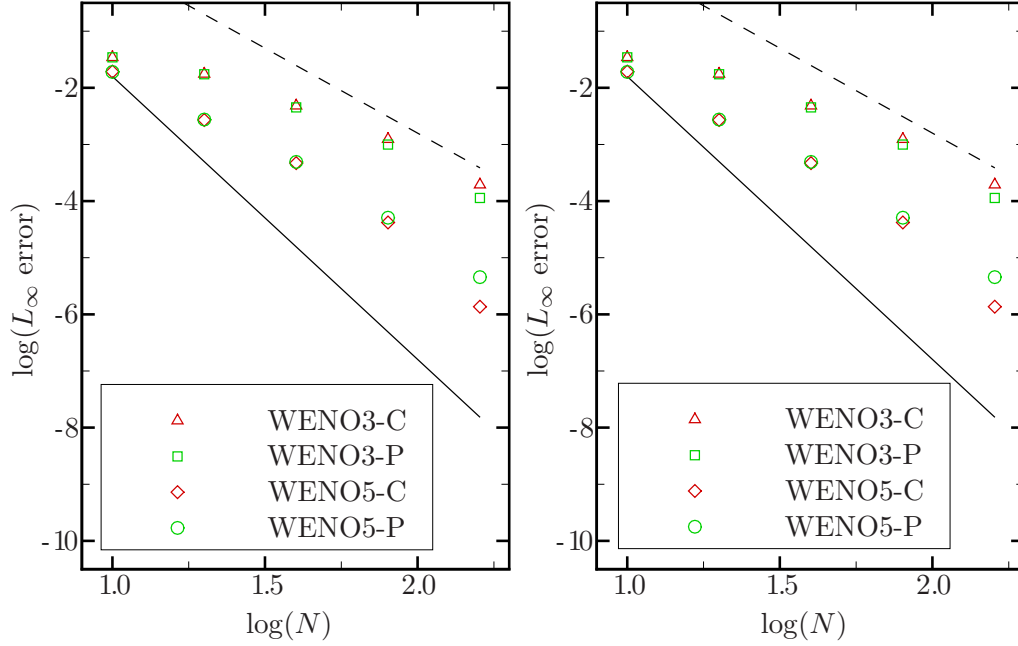 -2
-4
-6
-8
-10
log(L∞ error)
WENO3-C
WENO3-P
WENO5-C
WENO5-P
1.0
1.5
2.0
log(N)
-2
-4
-6
-8
-10
log(L∞ error)
WENO3-C
WENO3-P
WENO5-C
WENO5-P
1.0
1.5
2.0
log(N)